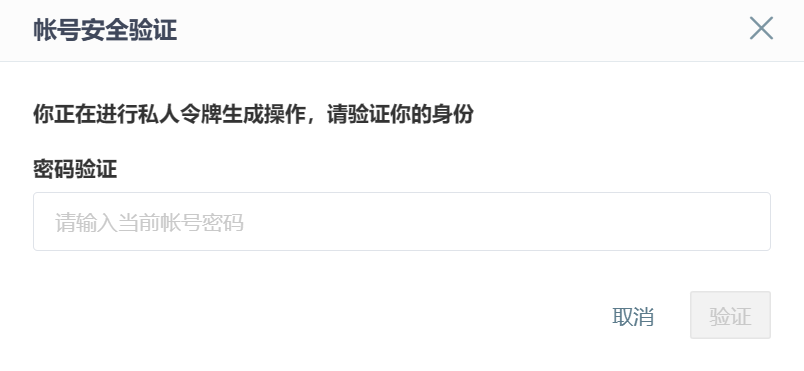 帐号安全验证
你正在进行私人令牌生成操作，请验证你的身份
密码验证
请输入当前帐号密码
取消
验证